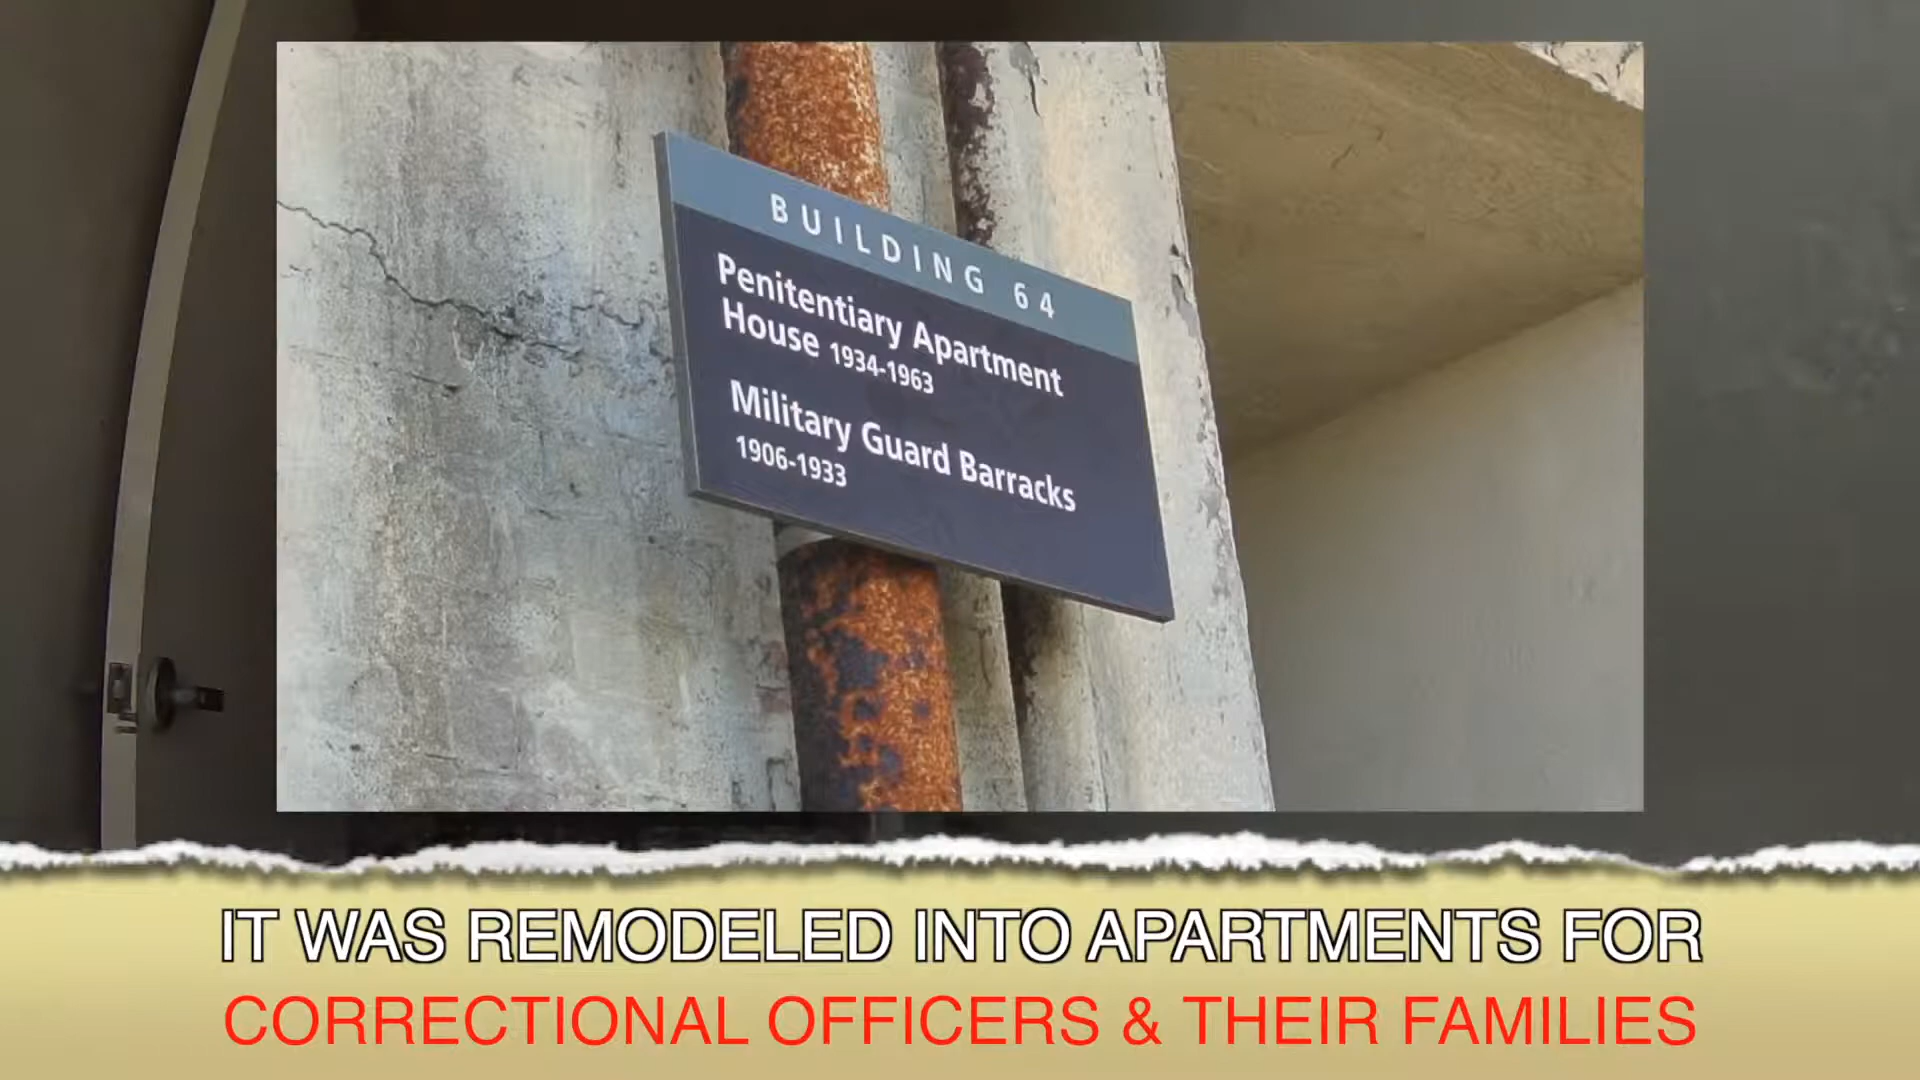 BUILDING 64
Penitentiary Apartment
House 1934-1963
Military Guard Barracks
1906-1933
IT WAS REMODELED INTO APARTMENTS FOR
CORRECTIONAL OFFICERS & THEIR FAMILIES